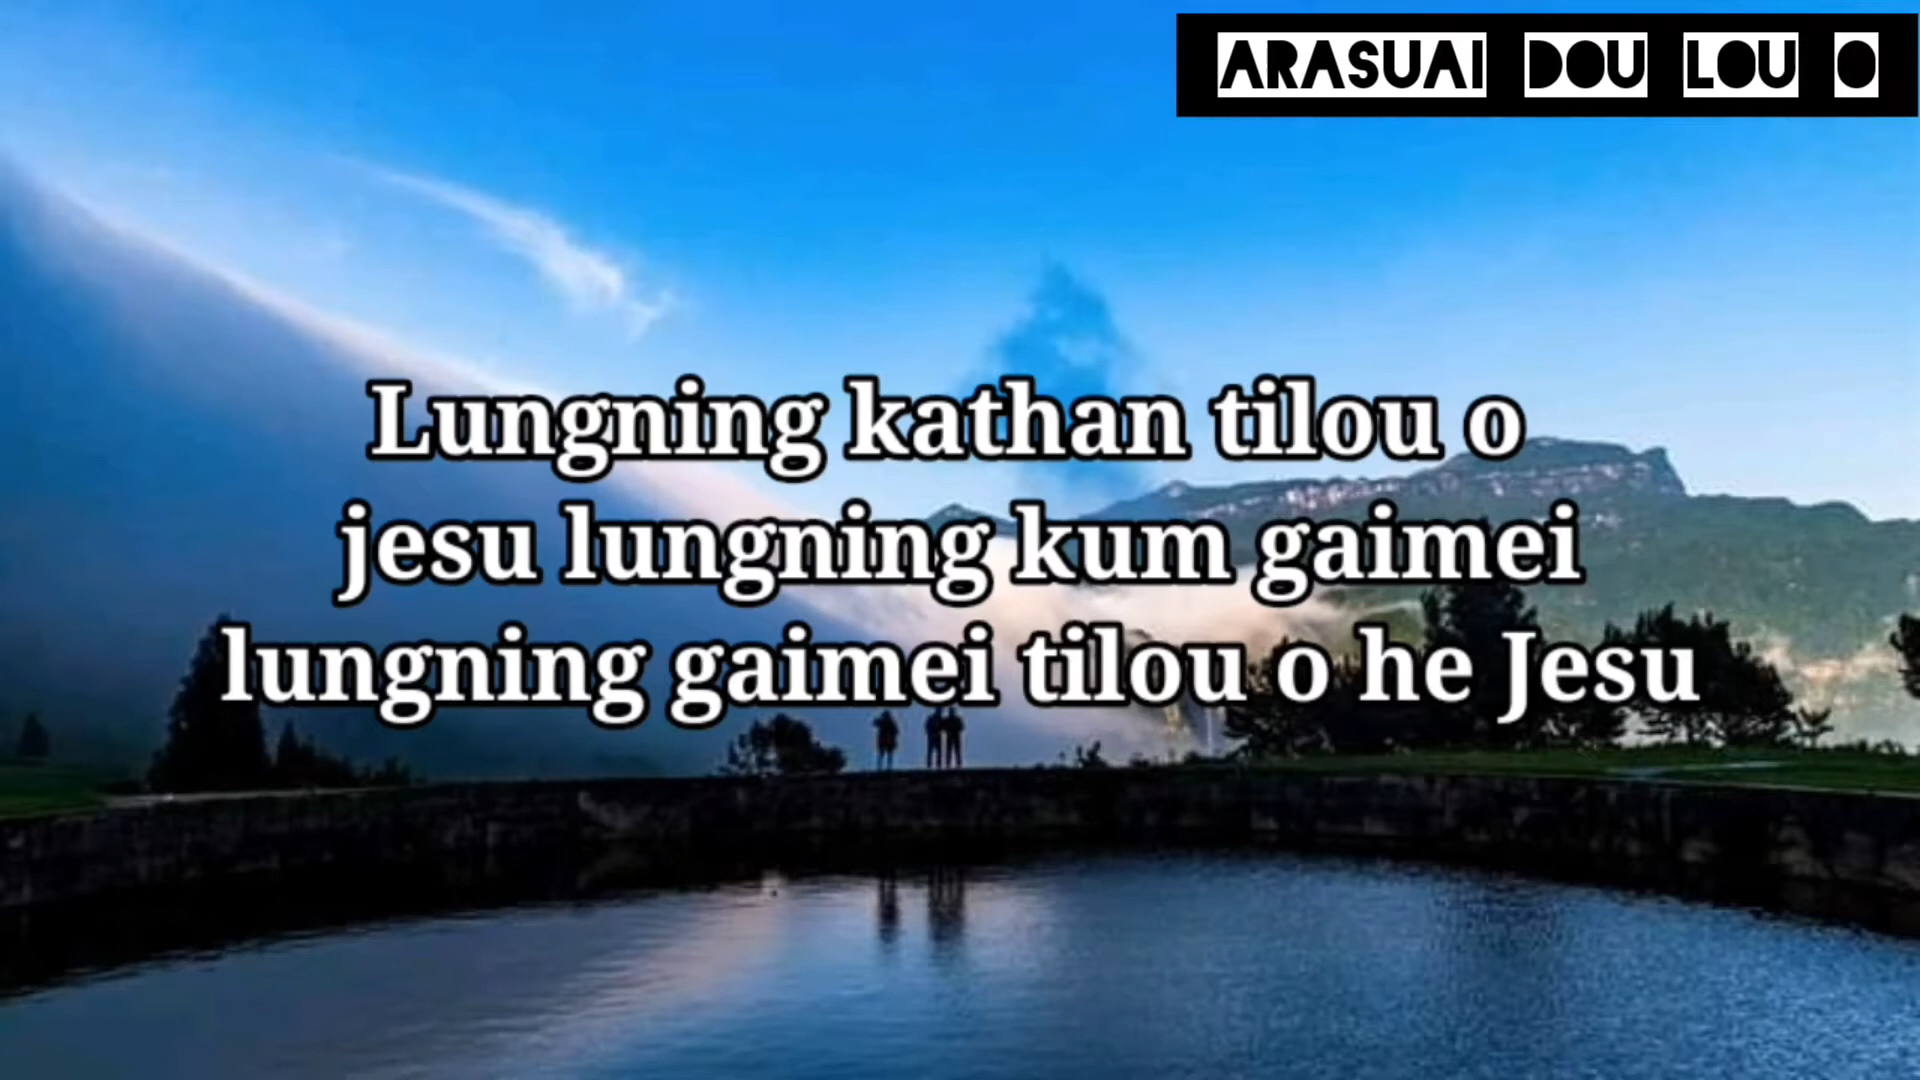 ARASUAI DOU LOU O
Lungning kathan tilou o
jesu lungning kum gaimei
lungning gaimei tilou o he Jesu